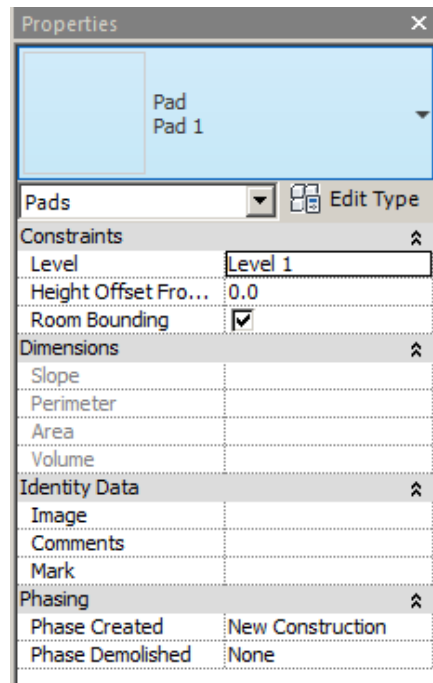 Properties
Pad
Pad 1
Pads Edit Type
Constraints
Level Level 1
Height Offset Fro... 0.0
Room Bounding
Dimensions
Slope
Perimeter
Area
Volume
Identity Data
Image
Comments
Mark
Phasing
Phase Created New Construction
Phase Demolished None